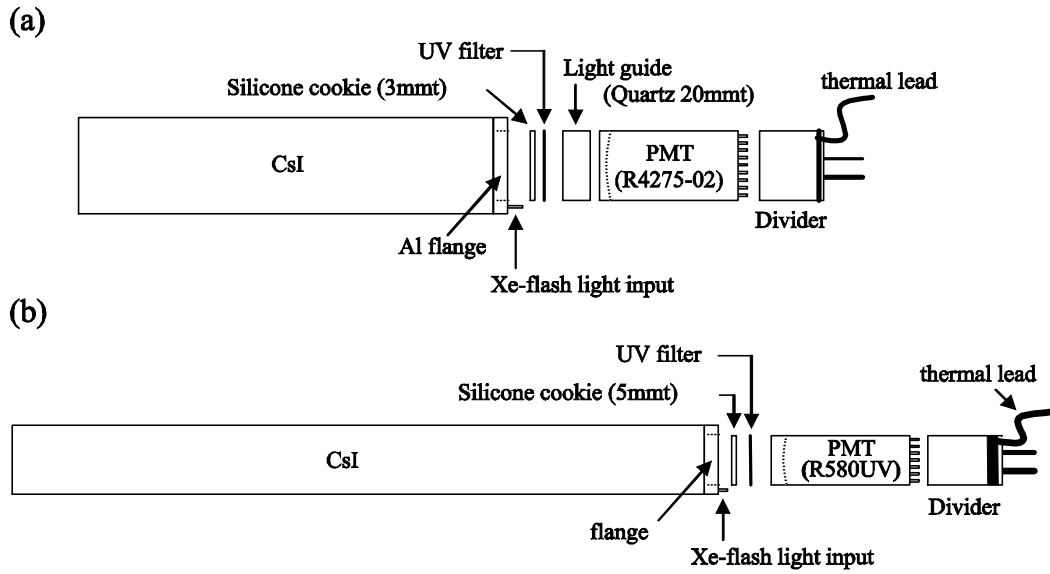 (a)
UV filter
Light guide
(Quartz 20mmt)
thermal lead
Silicone cookie (3mmt)
CsI
PMT
(R4275-02)
Divider
Al flange
Xe-flash light input
(b)
UV filter
thermal lead
Silicone cookie (5mmt)
CsI
PMT
(R580UV)
Divider
flange
Xe-flash light input